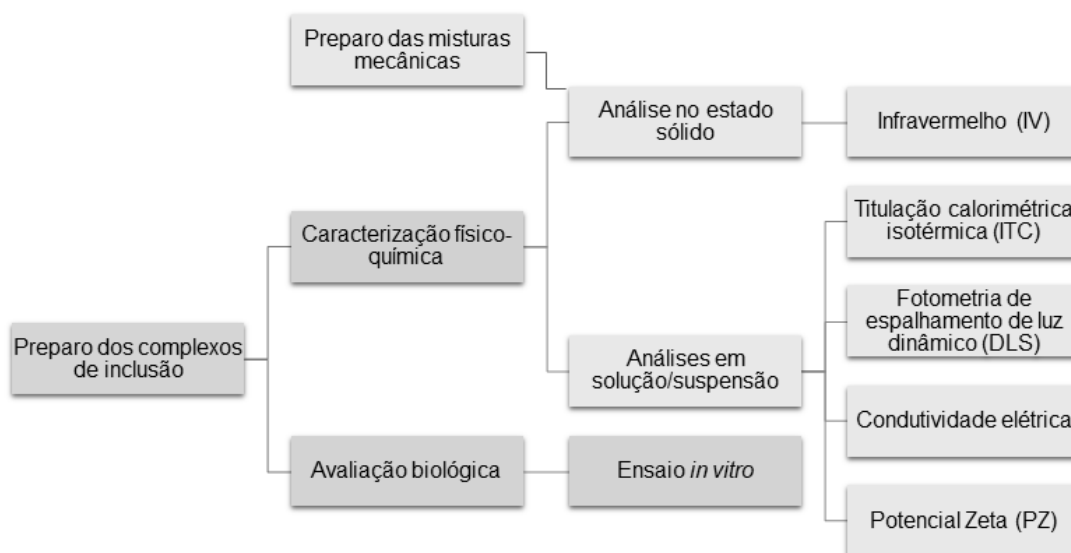 Preparo das misturas
mecânicas
Análise no estado
sólido
Infravermelho (IV)
Titulação calorimétrica
isotérmica (ITC)
Caracterização físico-
química
Fotometria de
espalhamento de luz
dinâmico (DLS)
Preparo dos complexos
de inclusão
Análises em
solução/suspensão
Condutividade elétrica
Avaliação biológica
Ensaio in vitro
Potencial Zeta (PZ)